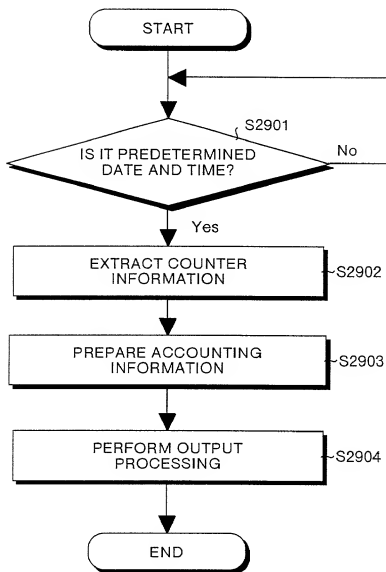 START
S2901
IS IT PREDETERMINED
DATE AND TIME?
No
Yes
EXTRACT COUNTER
INFORMATION
S2902
PREPARE ACCOUNTING
INFORMATION
S2903
PERFORM OUTPUT
PROCESSING
S2904
END